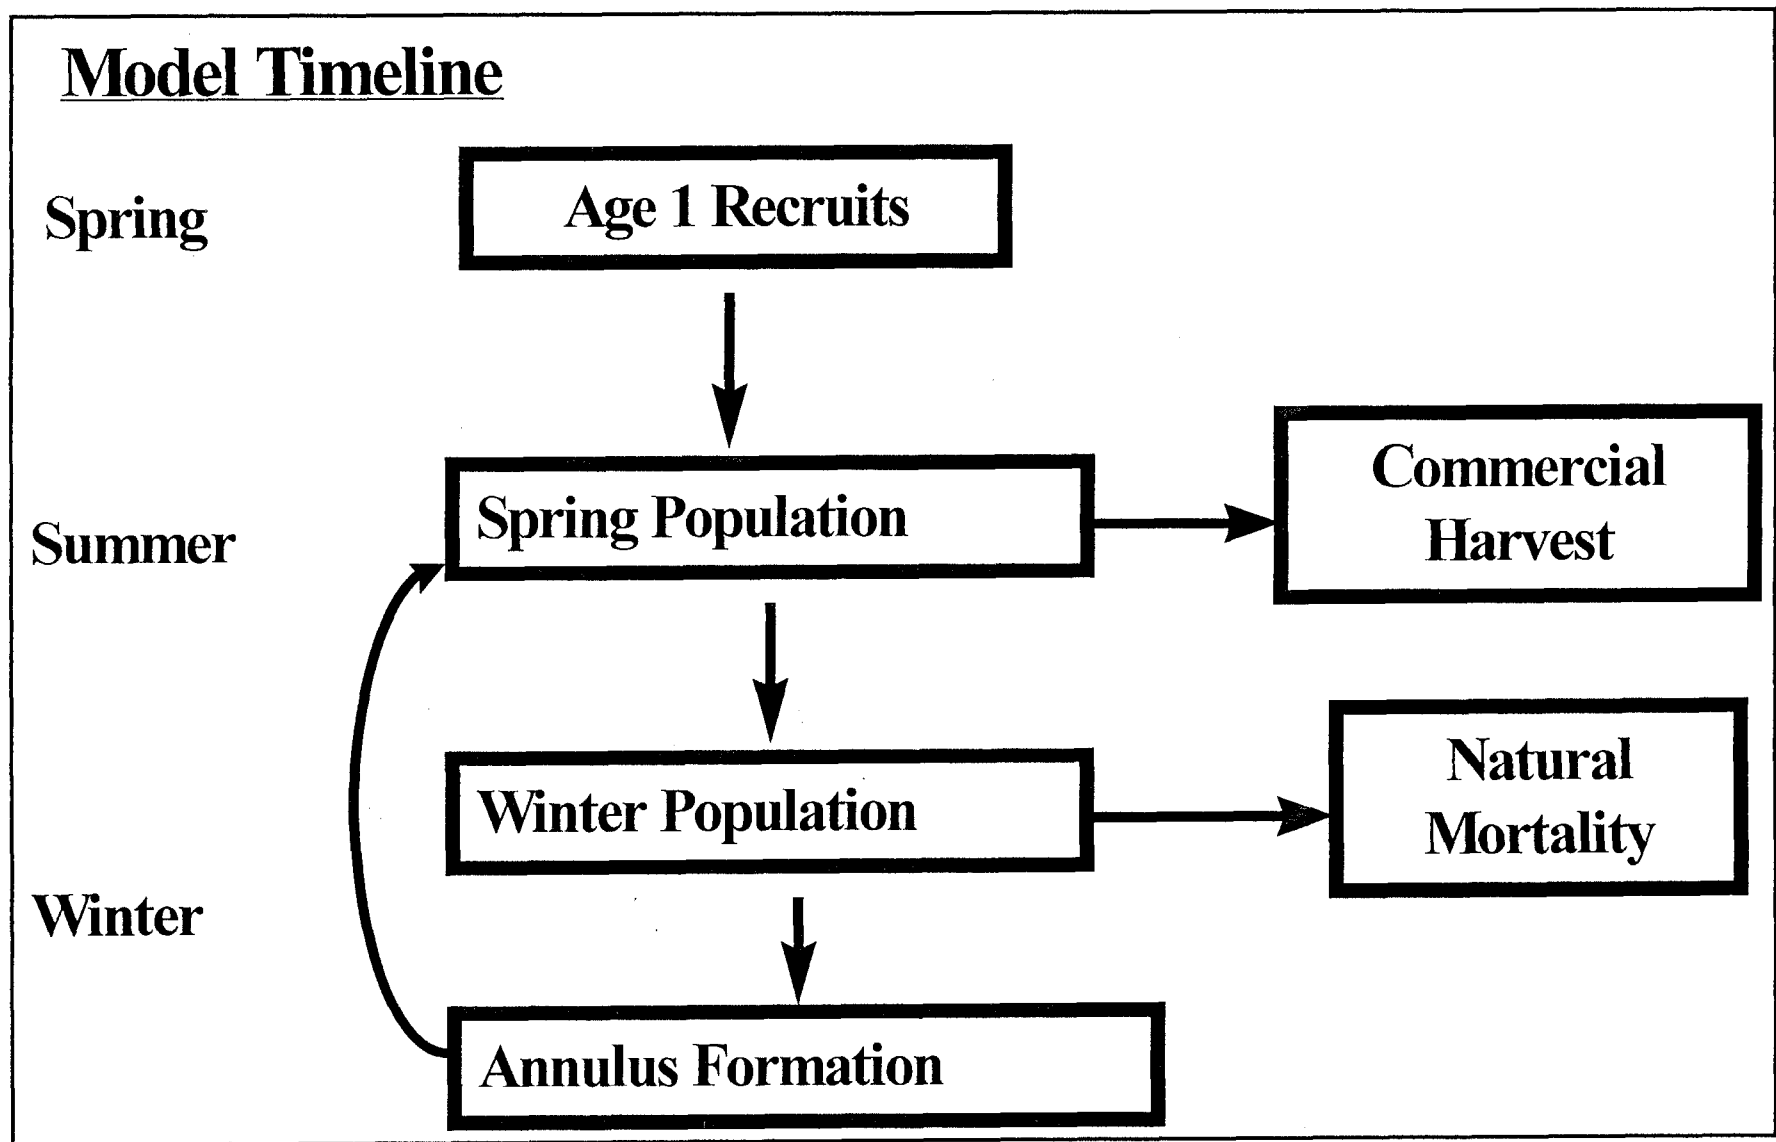 Model Timeline
Spring
Age 1 Recruits
Summer
Spring Population
Commercial
Harvest
Winter Population
Natural
Mortality
Winter
Annulus Formation